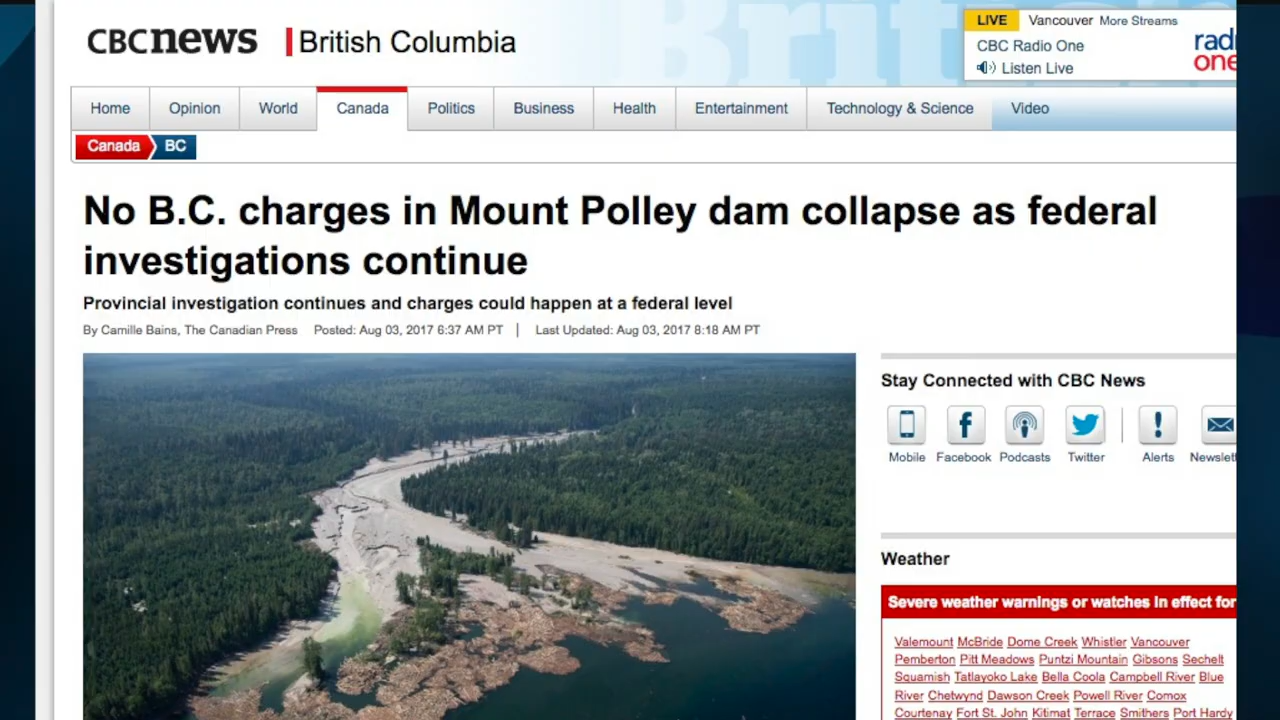 CBCnews British Columbia
LIVE Vancouver More Streams
CBC Radio One
Listen Live
one
Home Opinion World Canada Politics Business Health Entertainment Technology & Science Video
Canada BC
No B.C. charges in Mount Polley dam collapse as federal
investigations continue
Provincial investigation continues and charges could happen at a federal level
By Camille Bains, The Canadian Press Posted: Aug 03, 2017 6:37 AM PT | Last Updated: Aug 03, 2017 8:18 AM PT
Stay Connected with CBC News
Mobile Facebook Podcasts Twitter Alerts
Weather
Severe weather warnings or watches in effect for
Valemount McBride Dome Creek Whistler Vancouver
Pemberton Pitt Meadows Puntzi Mountain Gibsons Sechelt
Squamish Tatlayoko Lake Bella Coola Campbell River Blue
River Chetwynd Dawson Creek Powell River Comox
Courtenay Fort St. John Kitimat Terrace Smithers Port Hardy